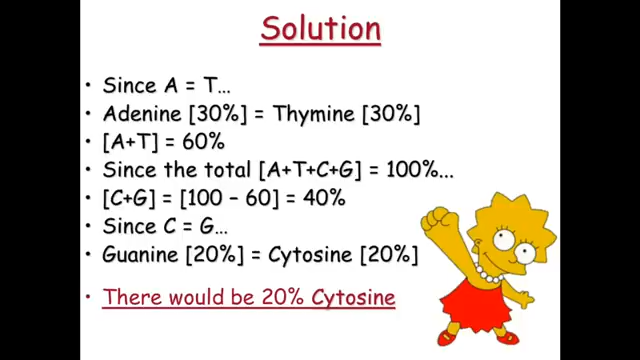 Solution
• Since A = T…
• Adenine [30%] = Thymine [30%]
• [A+T] = 60%
• Since the total [A+T+C+G] = 100%...
• [C+G] = [100 – 60] = 40%
• Since C = G…
• Guanine [20%] = Cytosine [20%]
• There would be 20% Cytosine